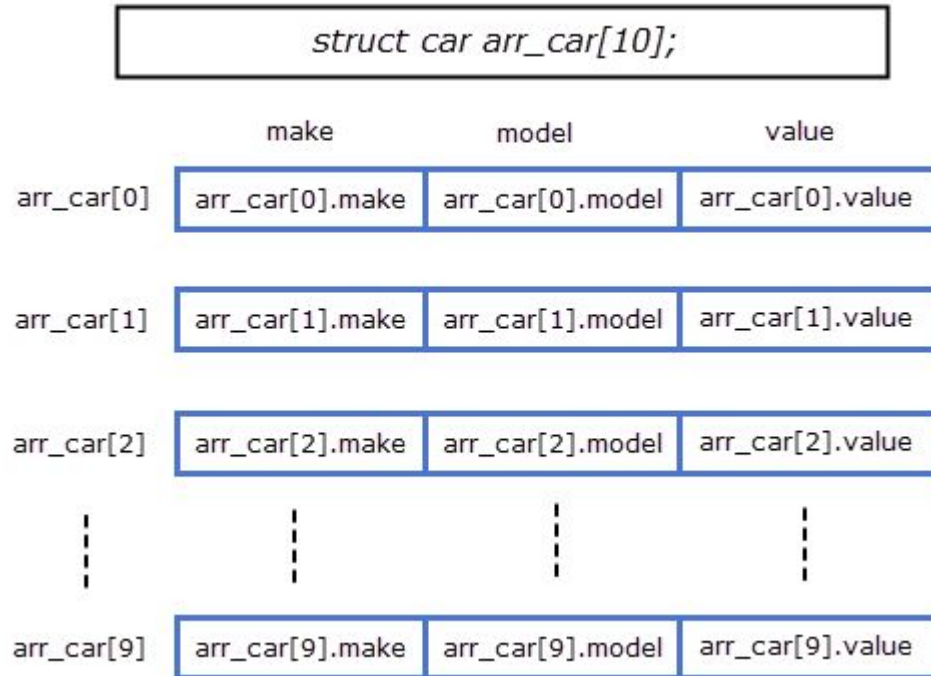 struct car arr_car[10];
make model value
arr_car[0] arr_car[0].make arr_car[0].model arr_car[0].value
arr_car[1] arr_car[1].make arr_car[1].model arr_car[1].value
arr_car[2] arr_car[2].make arr_car[2].model arr_car[2].value
arr_car[9] arr_car[9].make arr_car[9].model arr_car[9].value